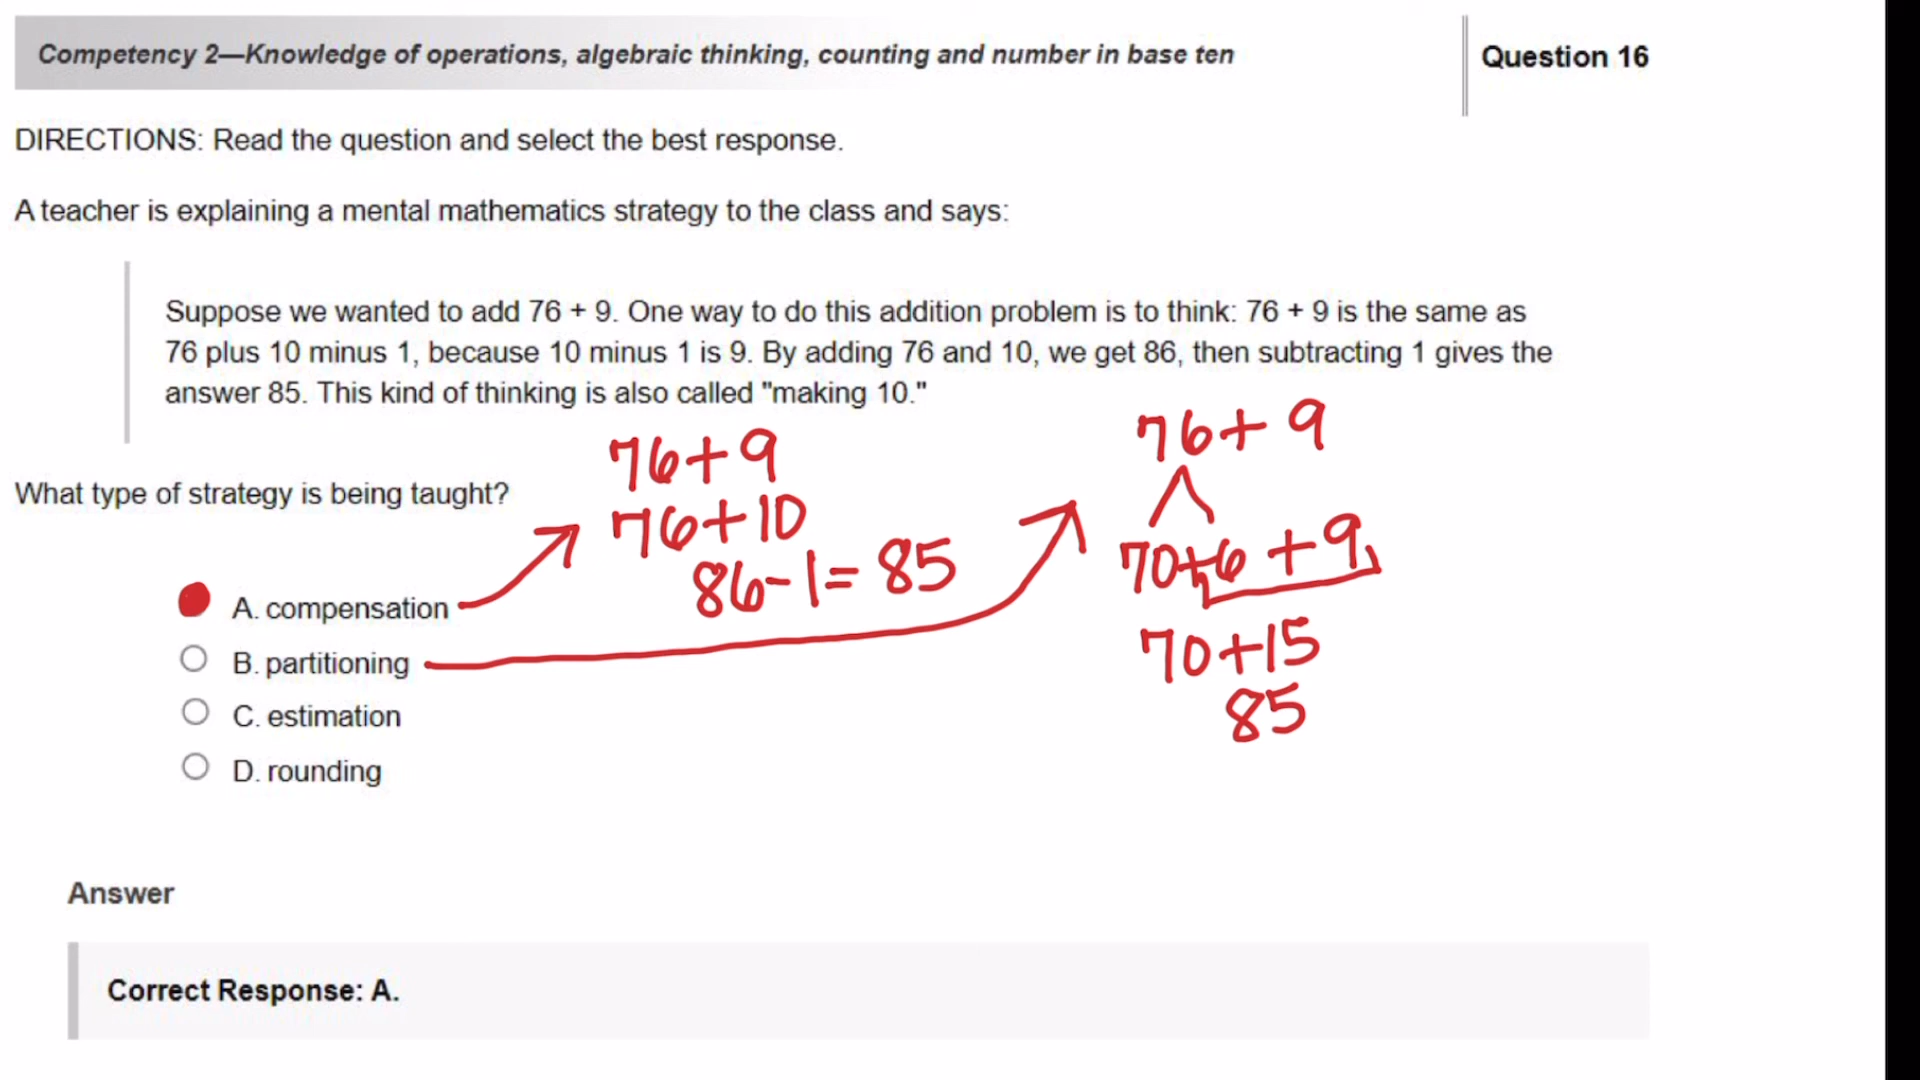 Competency 2—Knowledge of operations, algebraic thinking, counting and number in base ten
Question 16
DIRECTIONS: Read the question and select the best response.
A teacher is explaining a mental mathematics strategy to the class and says:
Suppose we wanted to add 76 + 9. One way to do this addition problem is to think: 76 + 9 is the same as
76 plus 10 minus 1, because 10 minus 1 is 9. By adding 76 and 10, we get 86, then subtracting 1 gives the
answer 85. This kind of thinking is also called "making 10."
What type of strategy is being taught?
76+9
76+10
86-1=85
76+9
70+6+9
70+15
85
A. compensation
B. partitioning
C. estimation
D. rounding
Answer
Correct Response: A.